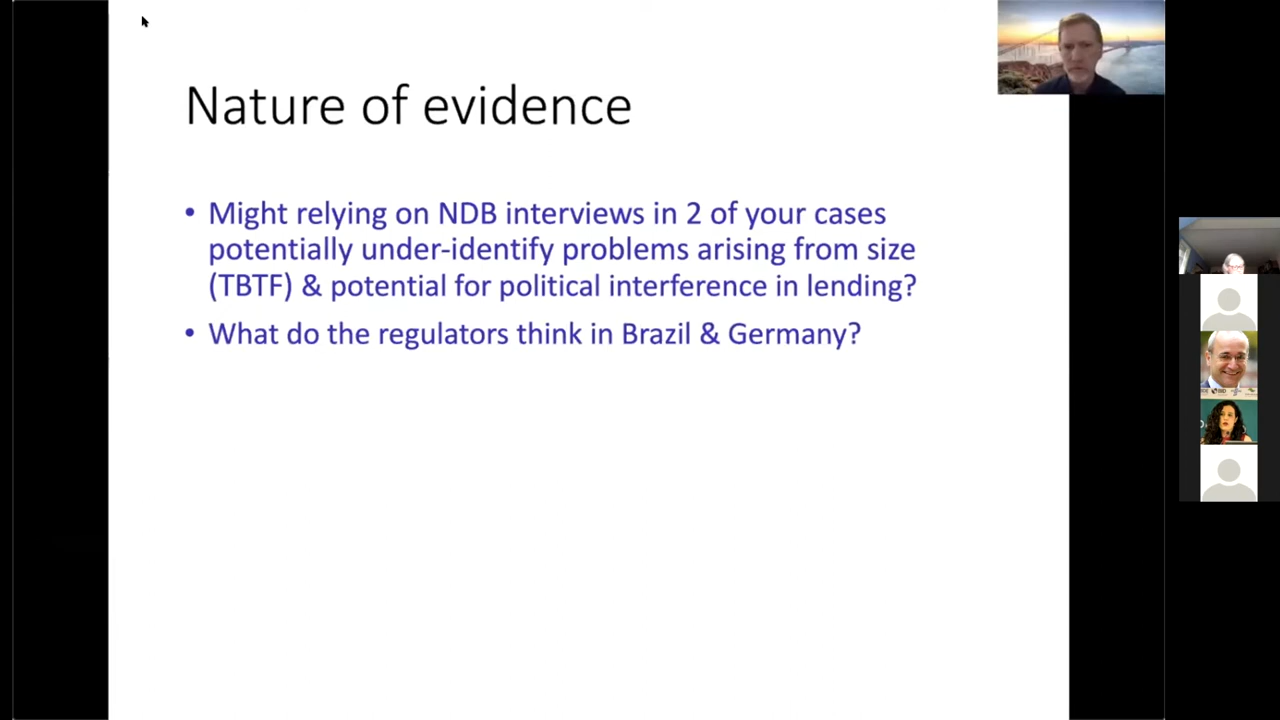 Nature of evidence
• Might relying on NDB interviews in 2 of your cases
potentially under-identify problems arising from size
(TBTF) & potential for political interference in lending?
• What do the regulators think in Brazil & Germany?